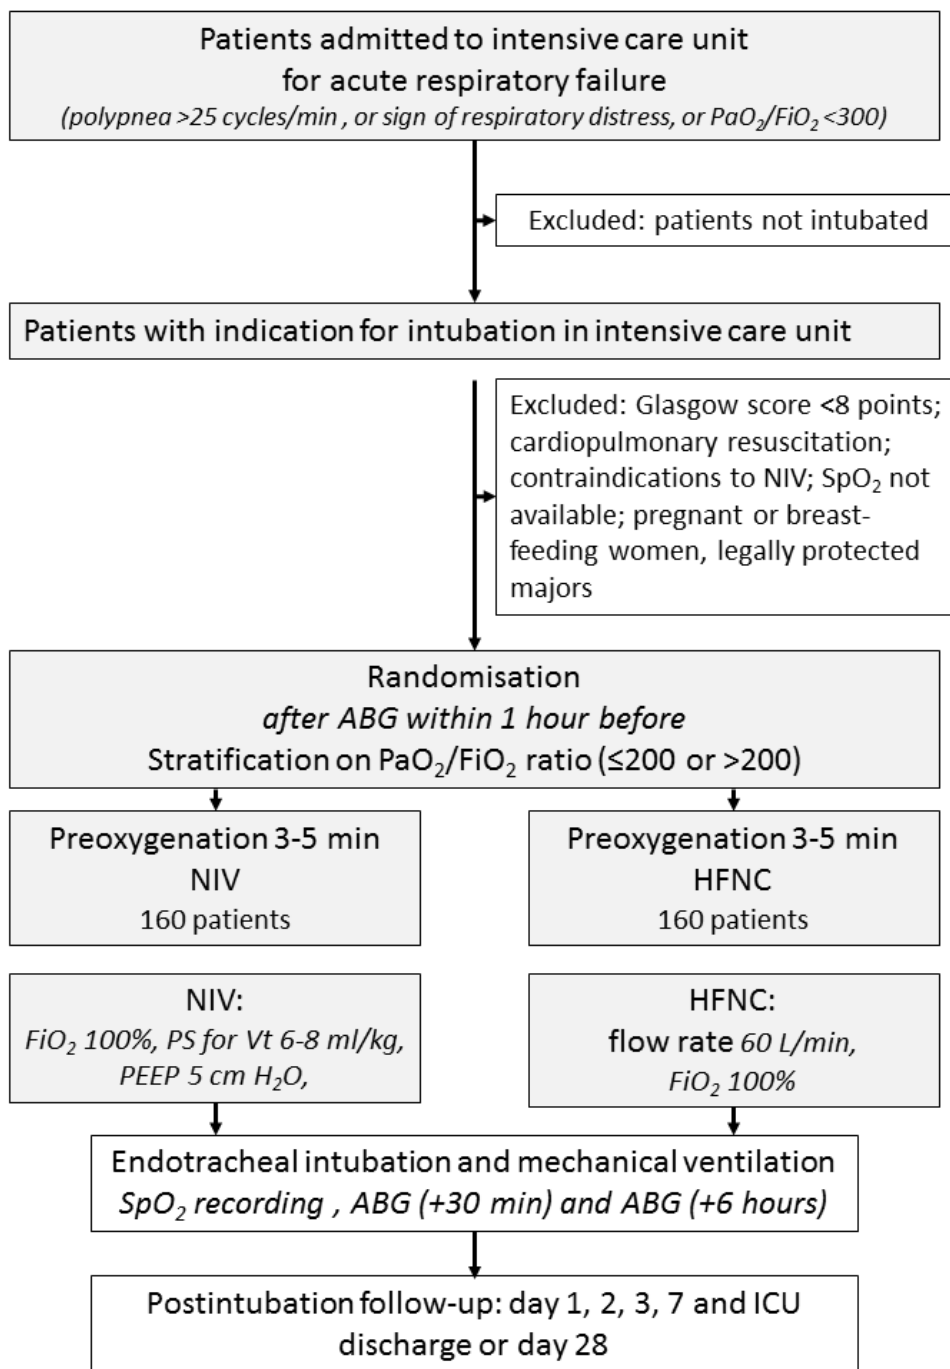 Patients admitted to intensive care unit
for acute respiratory failure
(polypnea >25 cycles/min , or sign of respiratory distress, or PaO₂/FiO₂ <300)
Excluded: patients not intubated
Patients with indication for intubation in intensive care unit
Excluded: Glasgow score <8 points;
cardiopulmonary resuscitation;
contraindications to NIV; SpO₂ not
available; pregnant or breast-
feeding women, legally protected
majors
Randomisation
after ABG within 1 hour before
Stratification on PaO₂/FiO₂ ratio (≤200 or >200)
Preoxygenation 3-5 min
NIV
160 patients
Preoxygenation 3-5 min
HFNC
160 patients
NIV:
FiO₂ 100%, PS for Vt 6-8 ml/kg,
PEEP 5 cm H₂O,
HFNC:
flow rate 60 L/min,
FiO₂ 100%
Endotracheal intubation and mechanical ventilation
SpO₂ recording , ABG (+30 min) and ABG (+6 hours)
Postintubation follow-up: day 1, 2, 3, 7 and ICU
discharge or day 28